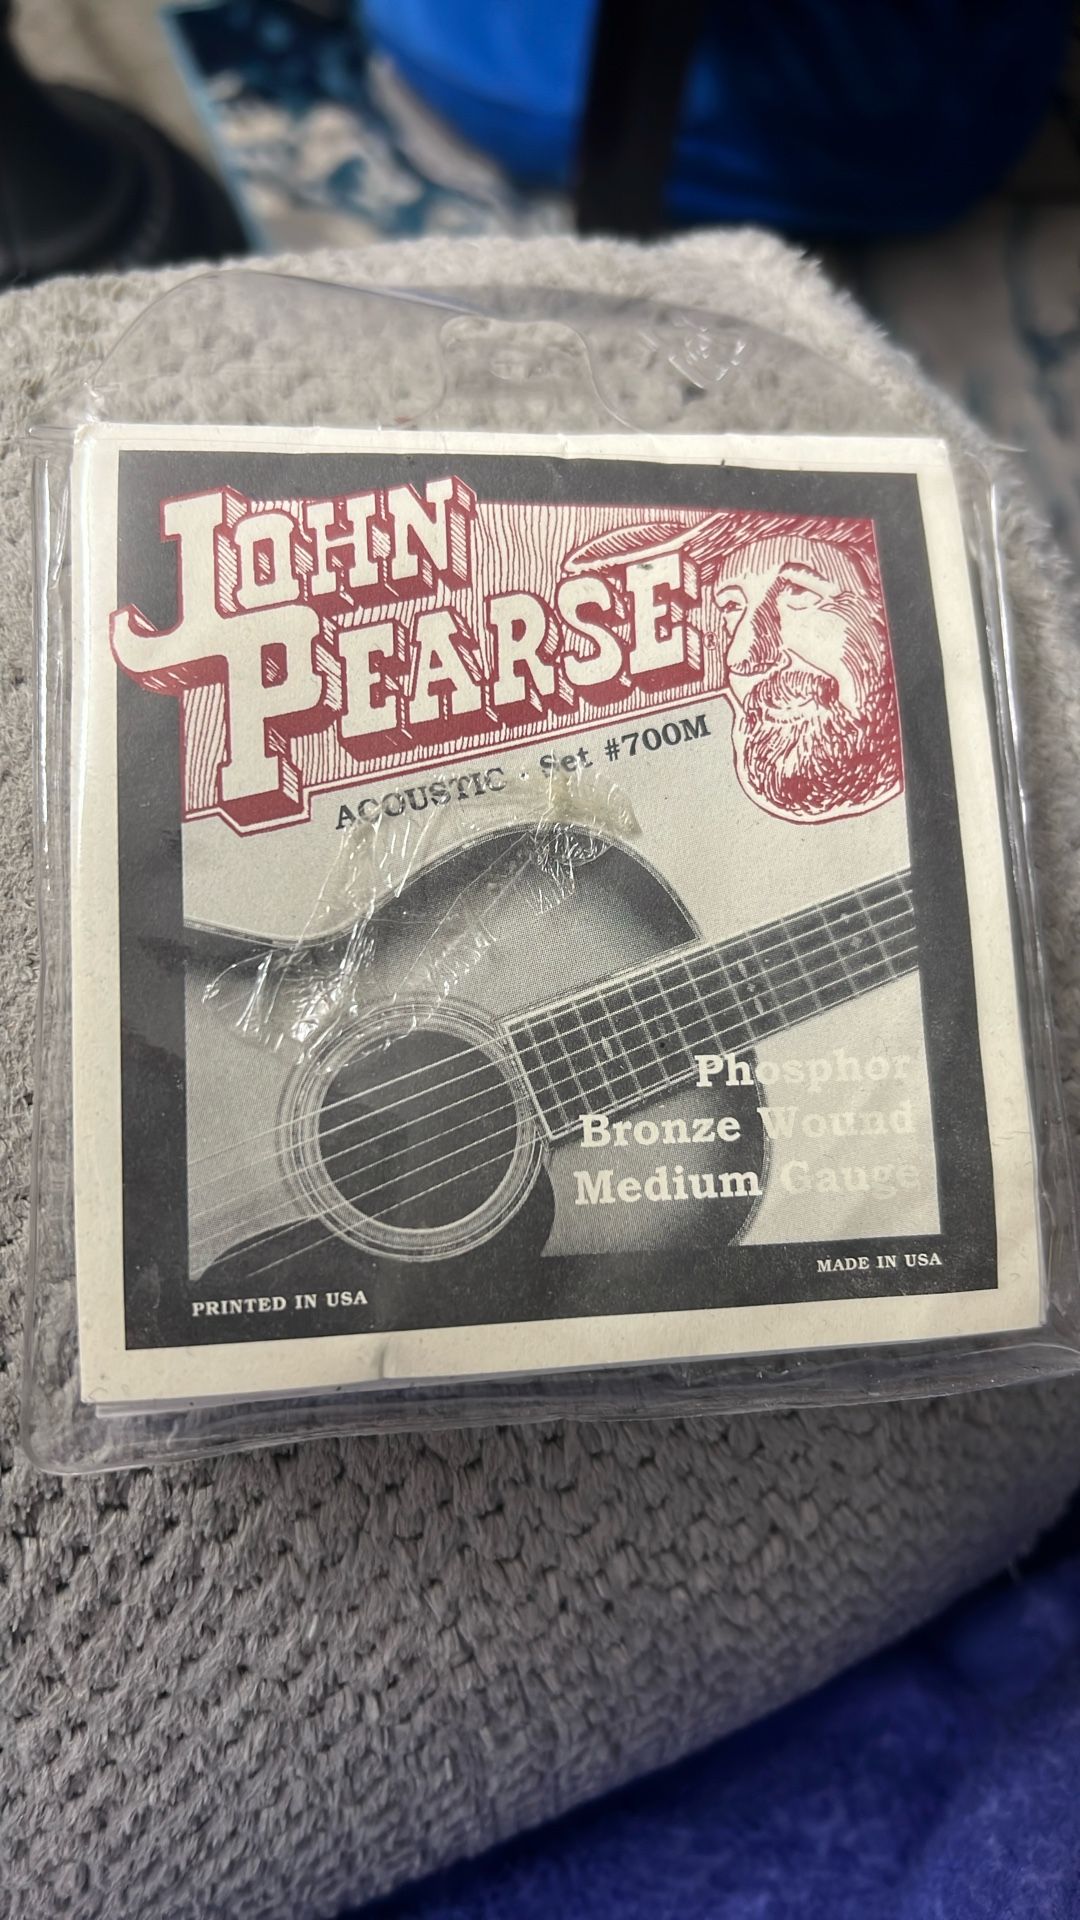 JOHN
PEARSE®
ACOUSTIC · Set #700M
Phosphor
Bronze Wound
Medium Gauge
MADE IN USA
PRINTED IN USA